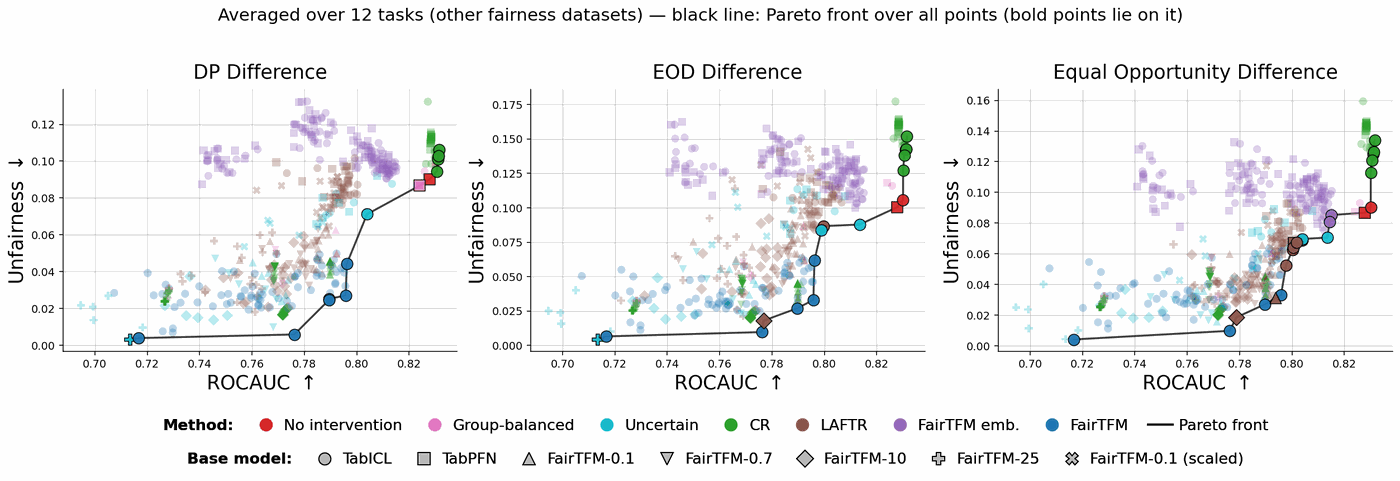 Averaged over 12 tasks (other fairness datasets) — black line: Pareto front over all points (bold points lie on it)
DP Difference
Unfairness ↓
0.12
0.10
0.08
0.06
0.04
0.02
0.00
0.70 0.72 0.74 0.76 0.78 0.80 0.82
ROCAUC ↑
EOD Difference
Unfairness ↓
0.175
0.150
0.125
0.100
0.075
0.050
0.025
0.000
0.70 0.72 0.74 0.76 0.78 0.80 0.82
ROCAUC ↑
Equal Opportunity Difference
Unfairness ↓
0.16
0.14
0.12
0.10
0.08
0.06
0.04
0.02
0.00
0.70 0.72 0.74 0.76 0.78 0.80 0.82
ROCAUC ↑
Method: No intervention Group-balanced Uncertain CR LAFTR FairTFM emb. FairTFM Pareto front
Base model: TabICL TabPFN FairTFM-0.1 FairTFM-0.7 FairTFM-10 FairTFM-25 FairTFM-0.1 (scaled)